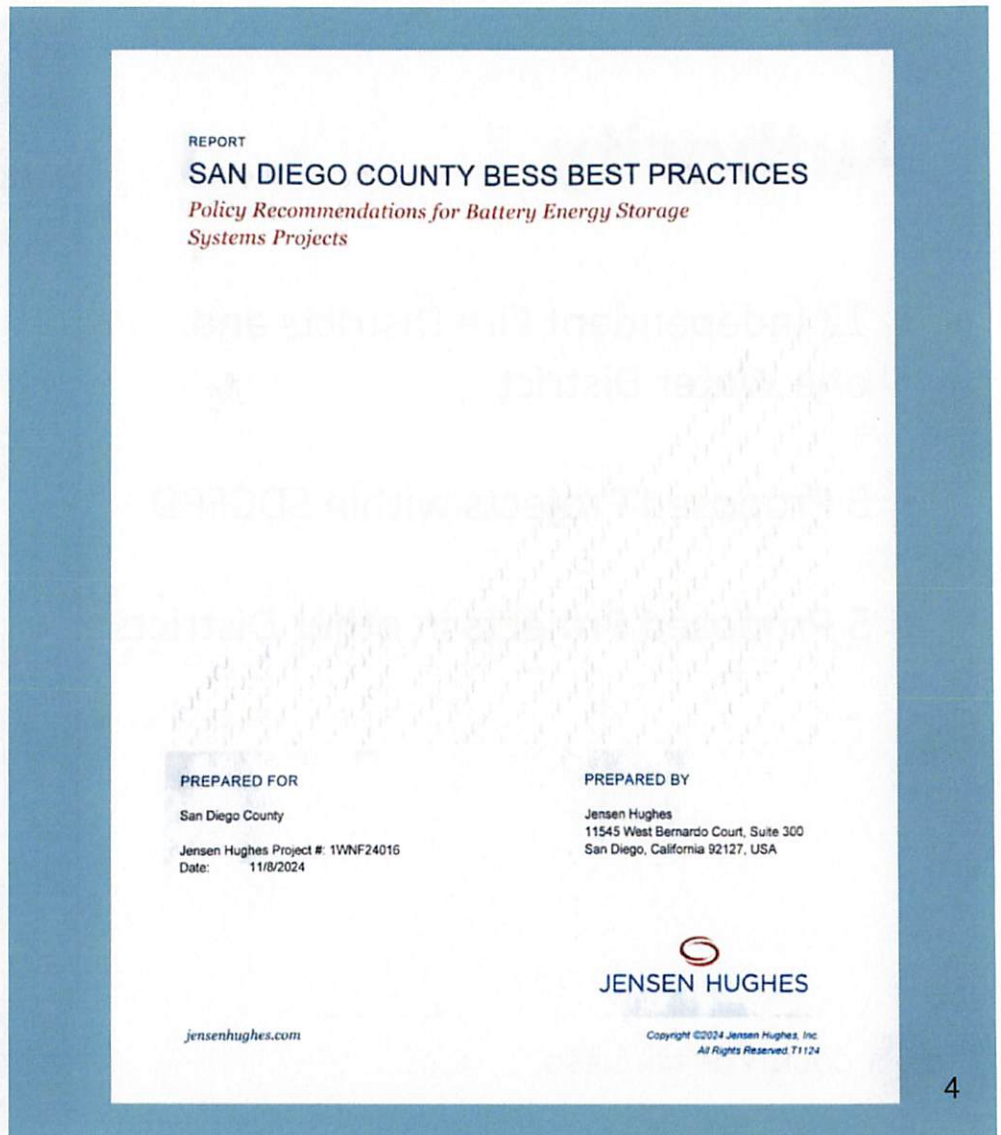 REPORT
SAN DIEGO COUNTY BESS BEST PRACTICES
Policy Recommendations for Battery Energy Storage
Systems Projects
PREPARED FOR
San Diego County
Jensen Hughes Project #: 1WNF24016
Date: 11/8/2024
PREPARED BY
Jensen Hughes
11545 West Bernardo Court, Suite 300
San Diego, California 92127, USA
JENSEN HUGHES
jensenhughes.com
Copyright ©2024 Jensen Hughes, Inc.
All Rights Reserved. T1124
4